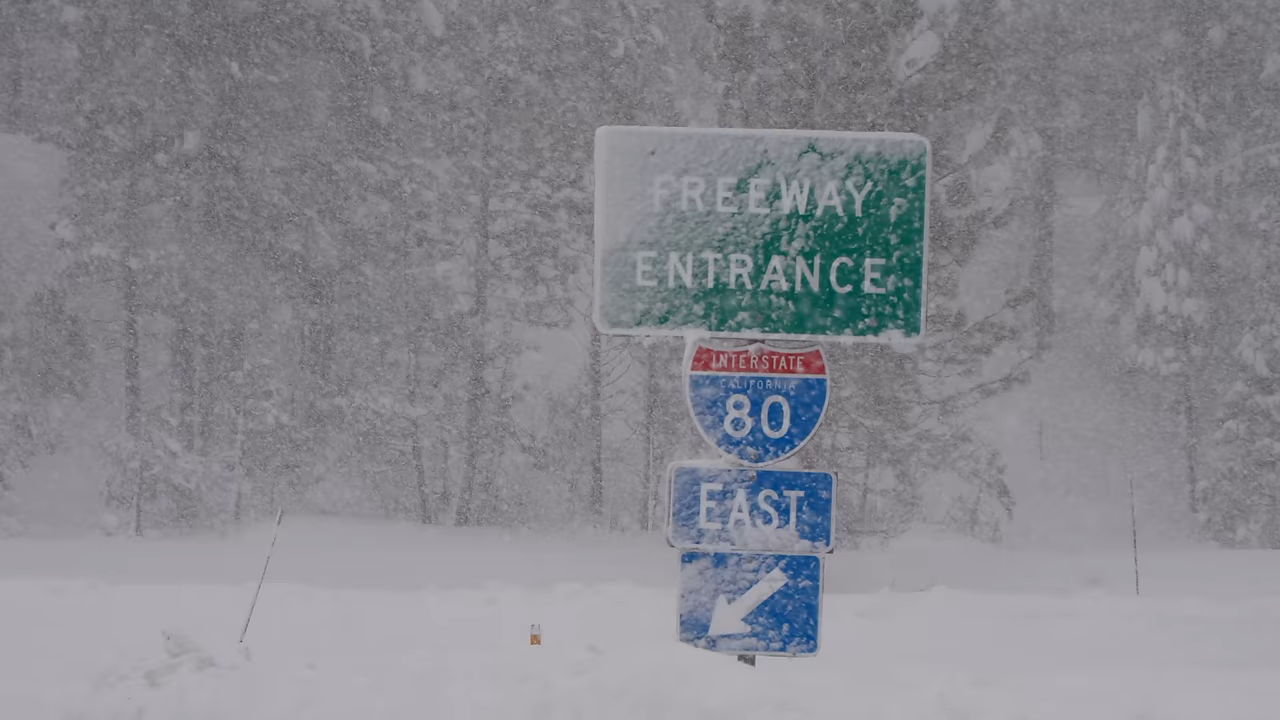 FREEWAY
ENTRANCE
INTERSTATE
CALIFORNIA
80
EAST